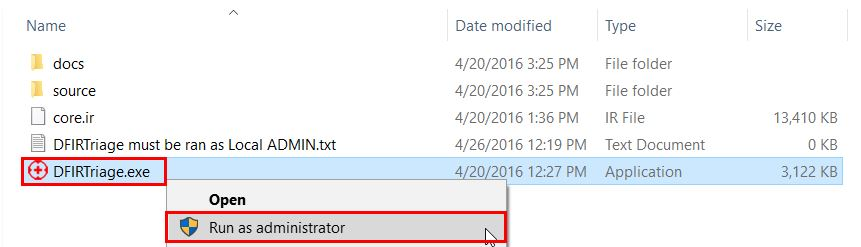 Name Date modified Type Size
docs 4/20/2016 3:25 PM File folder
source 4/20/2016 3:25 PM File folder
core.ir 4/20/2016 1:36 PM IR File 13,410 KB
DFIRTriage must be ran as Local ADMIN.txt 4/26/2016 12:19 PM Text Document 0 KB
DFIRTriage.exe 4/20/2016 12:27 PM Application 3,122 KB
Open
Run as administrator